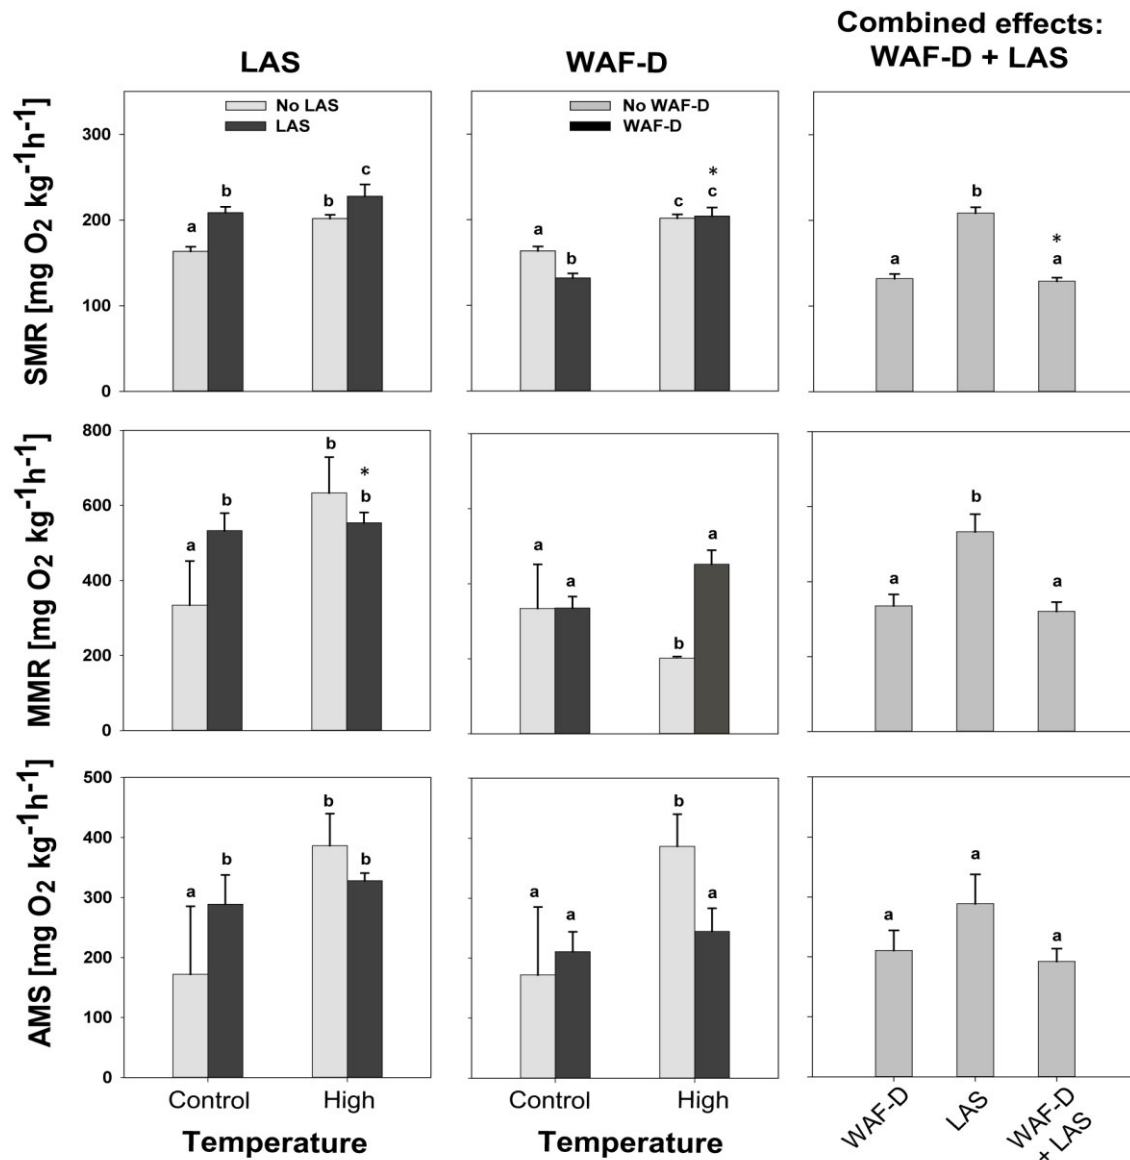 Combined effects:
LAS
WAF-D
WAF-D + LAS
SMR [mg O2 kg-1h-1]
300
200
100
0
No LAS
LAS
a
b
b
c
No WAF-D
WAF-D
a
b
c
*
c
a
b
*
a
MMR [mg O2 kg-1h-1]
800
600
400
200
0
a
b
b
*
b
a
a
b
a
a
b
a
AMS [mg O2 kg-1h-1]
500
400
300
200
100
0
a
b
b
b
a
a
b
a
a
a
a
Control
High
Temperature
Control
High
Temperature
WAF-D
LAS
WAF-D
+ LAS